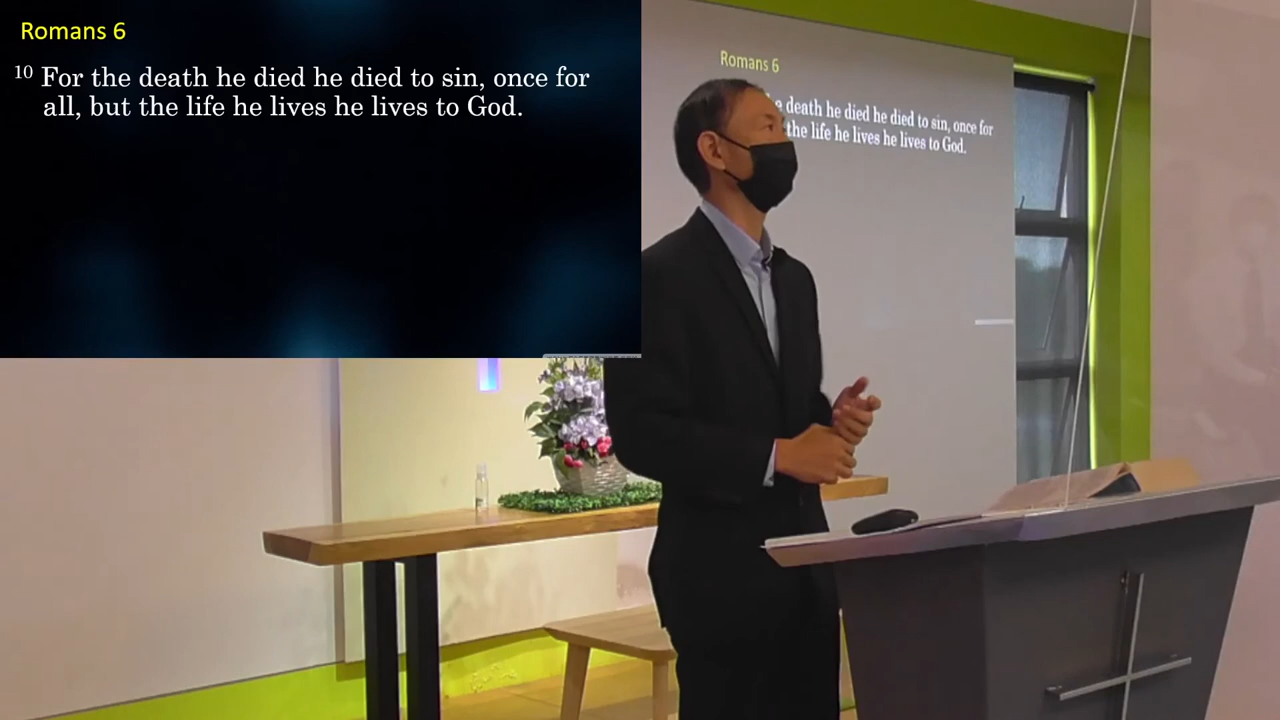 Romans 6
10 For the death he died he died to sin, once for
all, but the life he lives he lives to God.
Romans 6
death he died he died to sin, once for
the life he lives he lives to God.